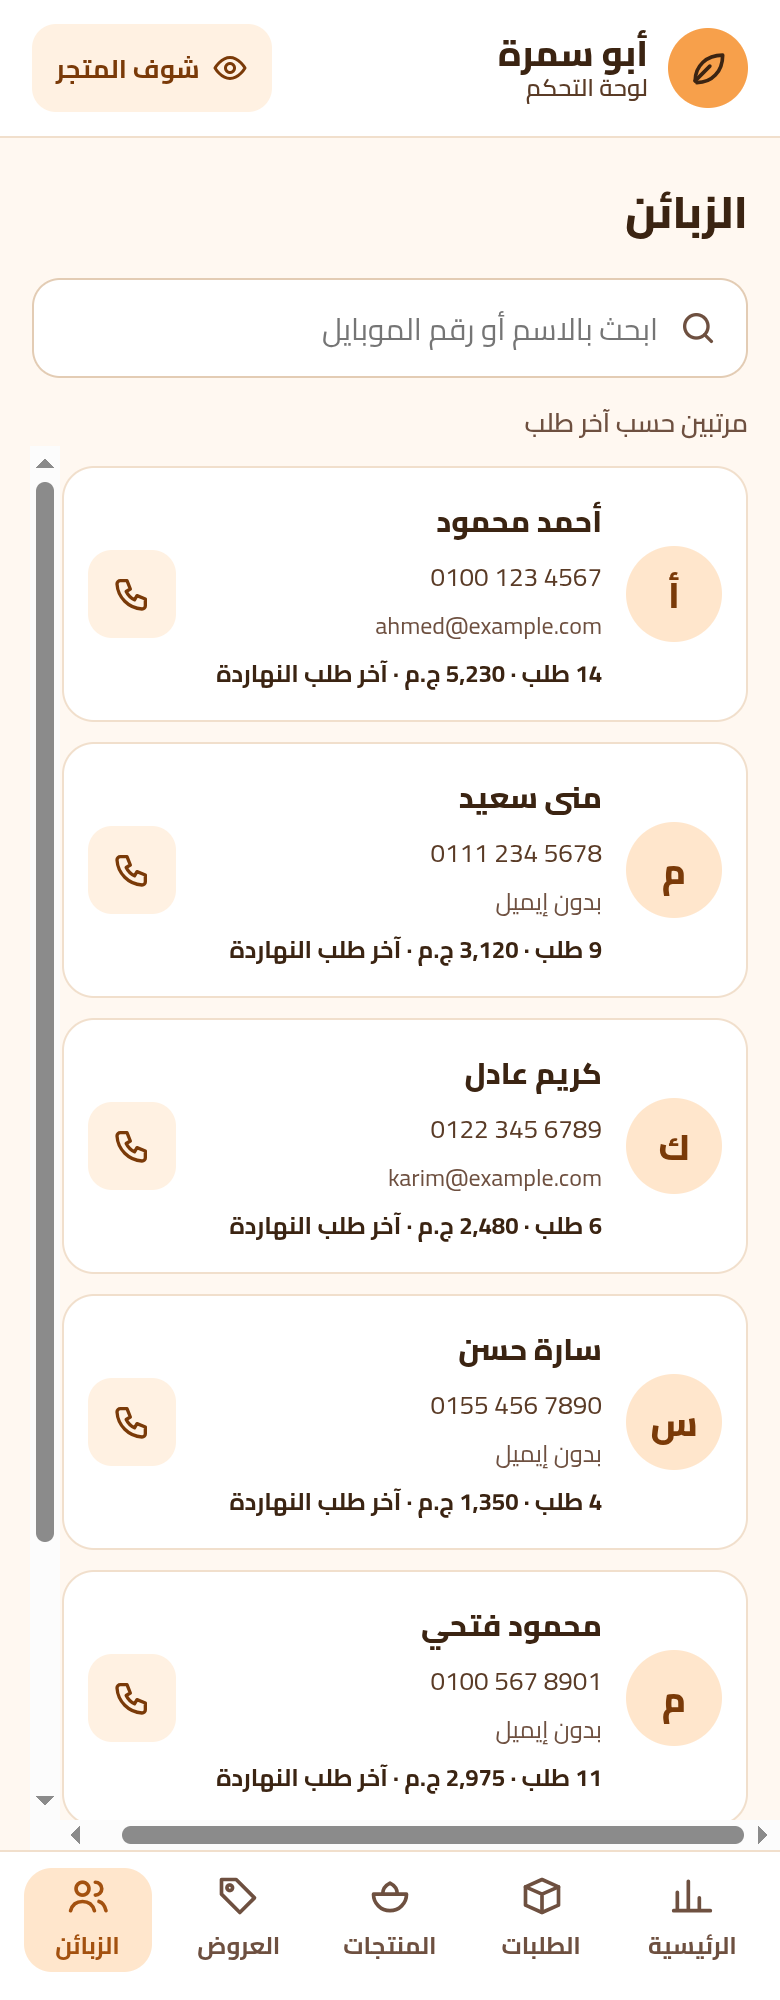 أبو سمرة
لوحة التحكم
شوف المتجر
الزبائن
ابحث بالاسم أو رقم الموبايل
مرتبين حسب آخر طلب
أ
أحمد محمود
0100 123 4567
ahmed@example.com
14 طلب · 5,230 ج.م · آخر طلب النهاردة
م
منى سعيد
0111 234 5678
بدون إيميل
9 طلب · 3,120 ج.م · آخر طلب النهاردة
ك
كريم عادل
0122 345 6789
karim@example.com
6 طلب · 2,480 ج.م · آخر طلب النهاردة
س
سارة حسن
0155 456 7890
بدون إيميل
4 طلب · 1,350 ج.م · آخر طلب النهاردة
م
محمود فتحي
0100 567 8901
بدون إيميل
11 طلب · 2,975 ج.م · آخر طلب النهاردة
الرئيسية
الطلبات
المنتجات
العروض
الزبائن